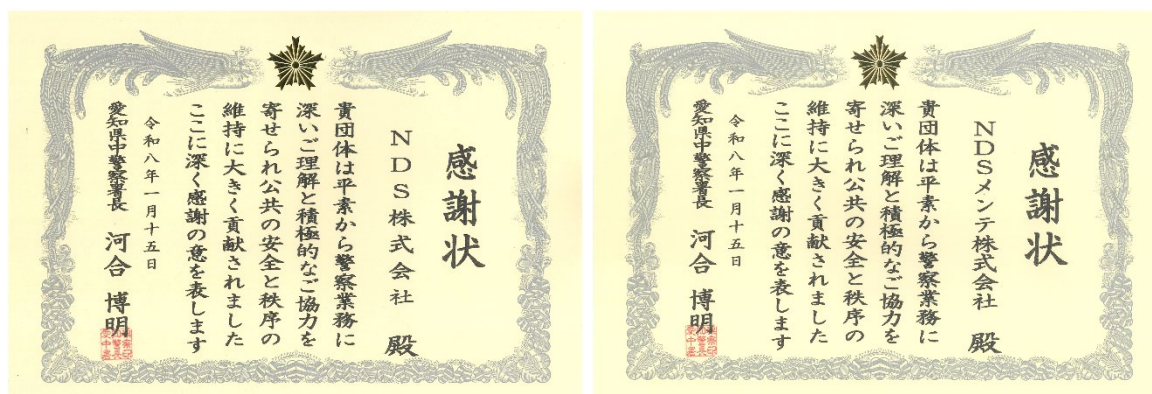 感謝状
NDS株式会社 殿
貴団体は平素から警察業務に
深いご理解と積極的なご協力を
寄せられ公共の安全と秩序の
維持に大きく貢献されました
ここに深く感謝の意を表します
令和八年一月十五日
愛知県中警察署長 河合 博明
感謝状
NDSメンテ株式会社 殿
貴団体は平素から警察業務に
深いご理解と積極的なご協力を
寄せられ公共の安全と秩序の
維持に大きく貢献されました
ここに深く感謝の意を表します
令和八年一月十五日
愛知県中警察署長 河合 博明